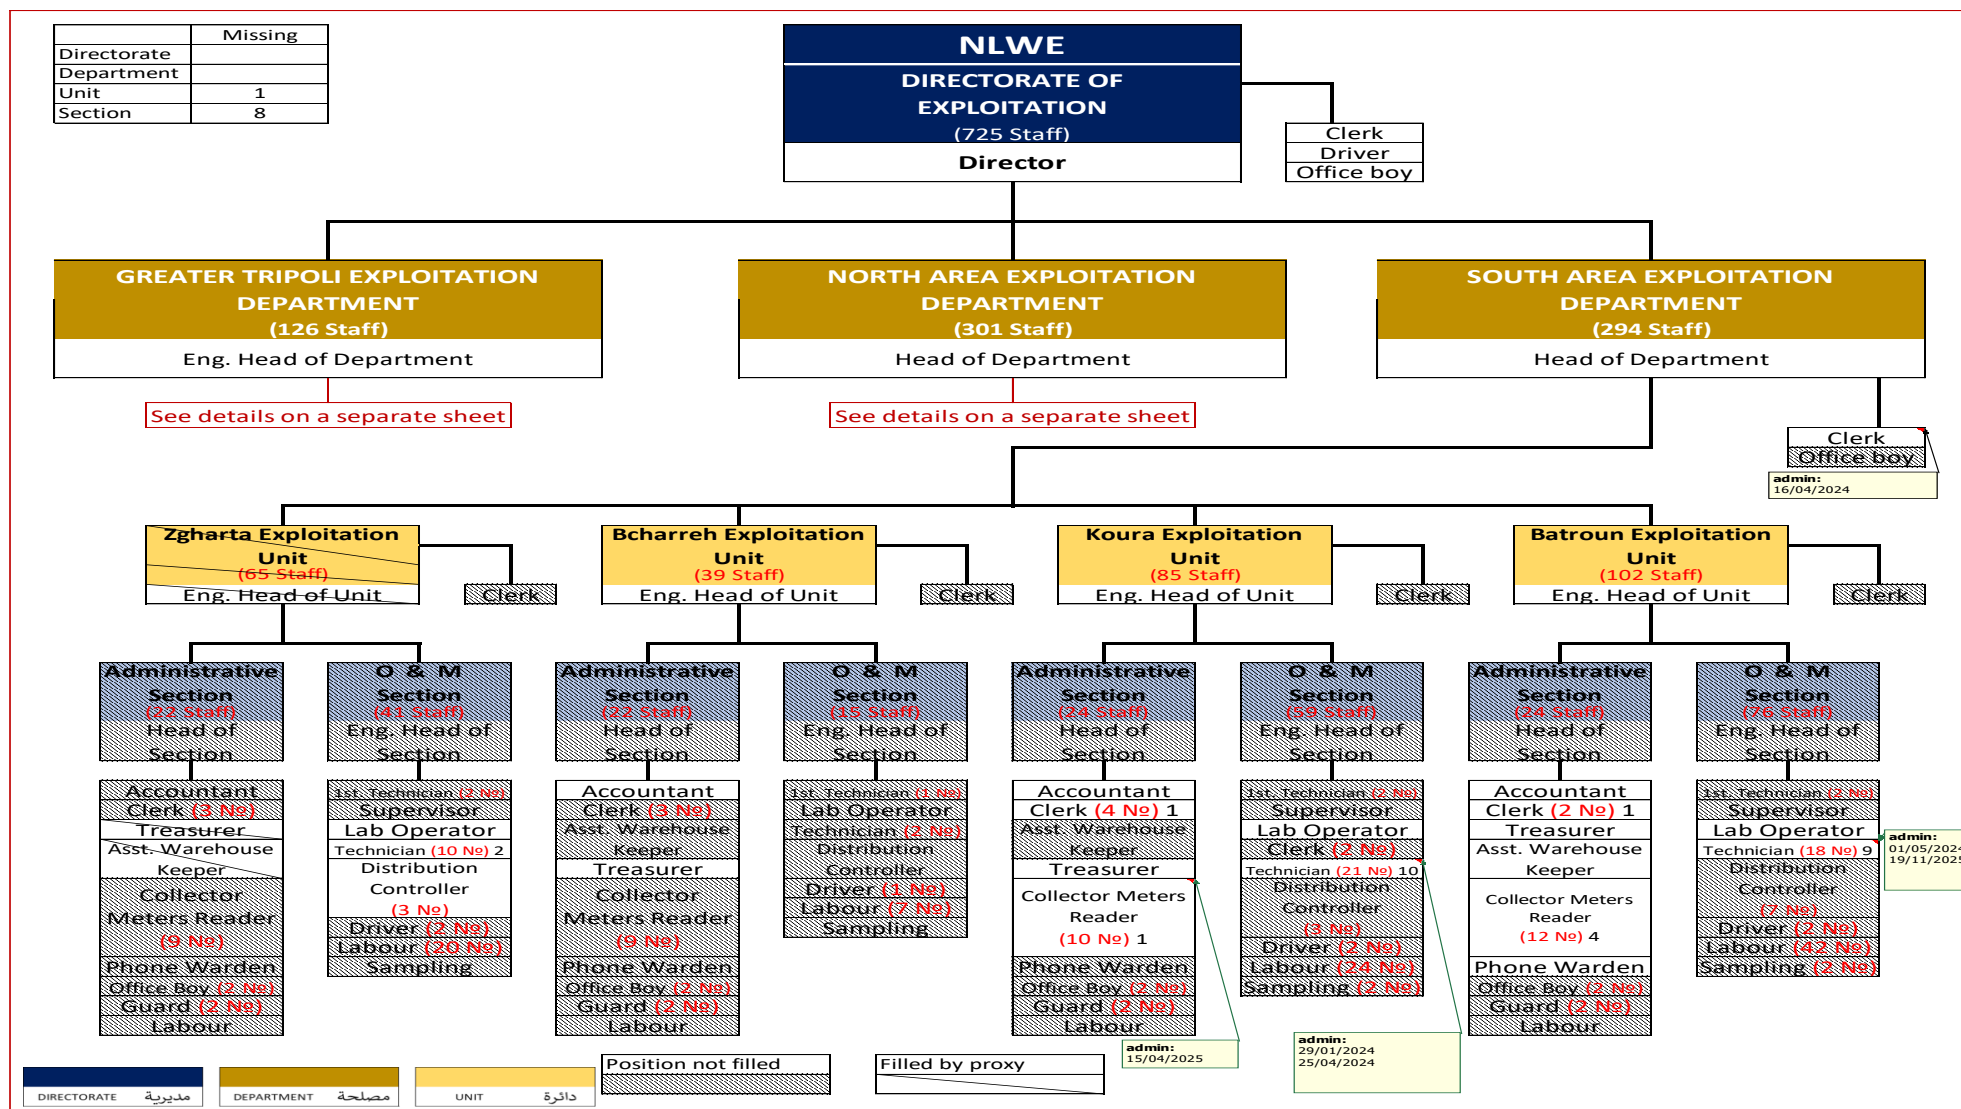 Missing
Directorate
Department
Unit 1
Section 8
NLWE
DIRECTORATE OF
EXPLOITATION
(725 Staff)
Director
Clerk
Driver
Office boy
GREATER TRIPOLI EXPLOITATION
DEPARTMENT
(126 Staff)
Eng. Head of Department
See details on a separate sheet
NORTH AREA EXPLOITATION
DEPARTMENT
(301 Staff)
Head of Department
See details on a separate sheet
SOUTH AREA EXPLOITATION
DEPARTMENT
(294 Staff)
Head of Department
Clerk
Office boy
admin:
16/04/2024
Zgharta Exploitation
Unit
(65 Staff)
Eng. Head of Unit
Clerk
Bcharreh Exploitation
Unit
(39 Staff)
Eng. Head of Unit
Clerk
Koura Exploitation
Unit
(85 Staff)
Eng. Head of Unit
Clerk
Batroun Exploitation
Unit
(102 Staff)
Eng. Head of Unit
Clerk
Administrative
Section
(22 Staff)
Head of
Section
Accountant
Clerk (3 №)
Treasurer
Asst. Warehouse
Keeper
Collector
Meters Reader
(9 №)
Phone Warden
Office Boy (2 №)
Guard (2 №)
Labour
O & M
Section
(41 Staff)
Eng. Head of
Section
1st. Technician (2 №)
Supervisor
Lab Operator
Technician (10 №) 2
Distribution
Controller
(3 №)
Driver (2 №)
Labour (20 №)
Sampling
Administrative
Section
(22 Staff)
Head of
Section
Accountant
Clerk (3 №)
Asst. Warehouse
Keeper
Treasurer
Collector
Meters Reader
(9 №)
Phone Warden
Office Boy (2 №)
Guard (2 №)
Labour
O & M
Section
(15 Staff)
Eng. Head of
Section
1st. Technician (1 №)
Lab Operator
Technician (2 №)
Distribution
Controller
Driver (1 №)
Labour (7 №)
Sampling
Administrative
Section
(24 Staff)
Head of
Section
Accountant
Clerk (4 №) 1
Asst. Warehouse
Keeper
Treasurer
Collector Meters
Reader
(10 №) 1
Phone Warden
Office Boy (2 №)
Guard (2 №)
Labour
admin:
15/04/2025
O & M
Section
(59 Staff)
Eng. Head of
Section
1st. Technician (2 №)
Supervisor
Lab Operator
Clerk (2 №)
Technician (21 №) 10
Distribution
Controller
(3 №)
Driver (2 №)
Labour (24 №)
Sampling (2 №)
admin:
29/01/2024
25/04/2024
Administrative
Section
(24 Staff)
Head of
Section
Accountant
Clerk (2 №) 1
Treasurer
Asst. Warehouse
Keeper
Collector Meters
Reader
(12 №) 4
Phone Warden
Office Boy (2 №)
Guard (2 №)
Labour
O & M
Section
(76 Staff)
Eng. Head of
Section
1st. Technician (2 №)
Supervisor
Lab Operator
Technician (18 №) 9
Distribution
Controller
(7 №)
Driver (2 №)
Labour (42 №)
Sampling (2 №)
admin:
01/05/2024
19/11/2025
DIRECTORATE مديرية
DEPARTMENT مصلحة
UNIT دائرة
Position not filled
Filled by proxy